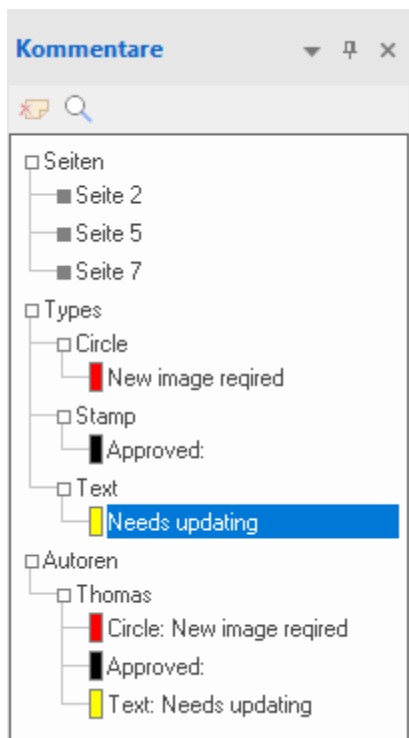 Kommentare
Seiten
Seite 2
Seite 5
Seite 7
Types
Circle
New image reqired
Stamp
Approved:
Text
Needs updating
Autoren
Thomas
Circle: New image reqired
Approved:
Text: Needs updating